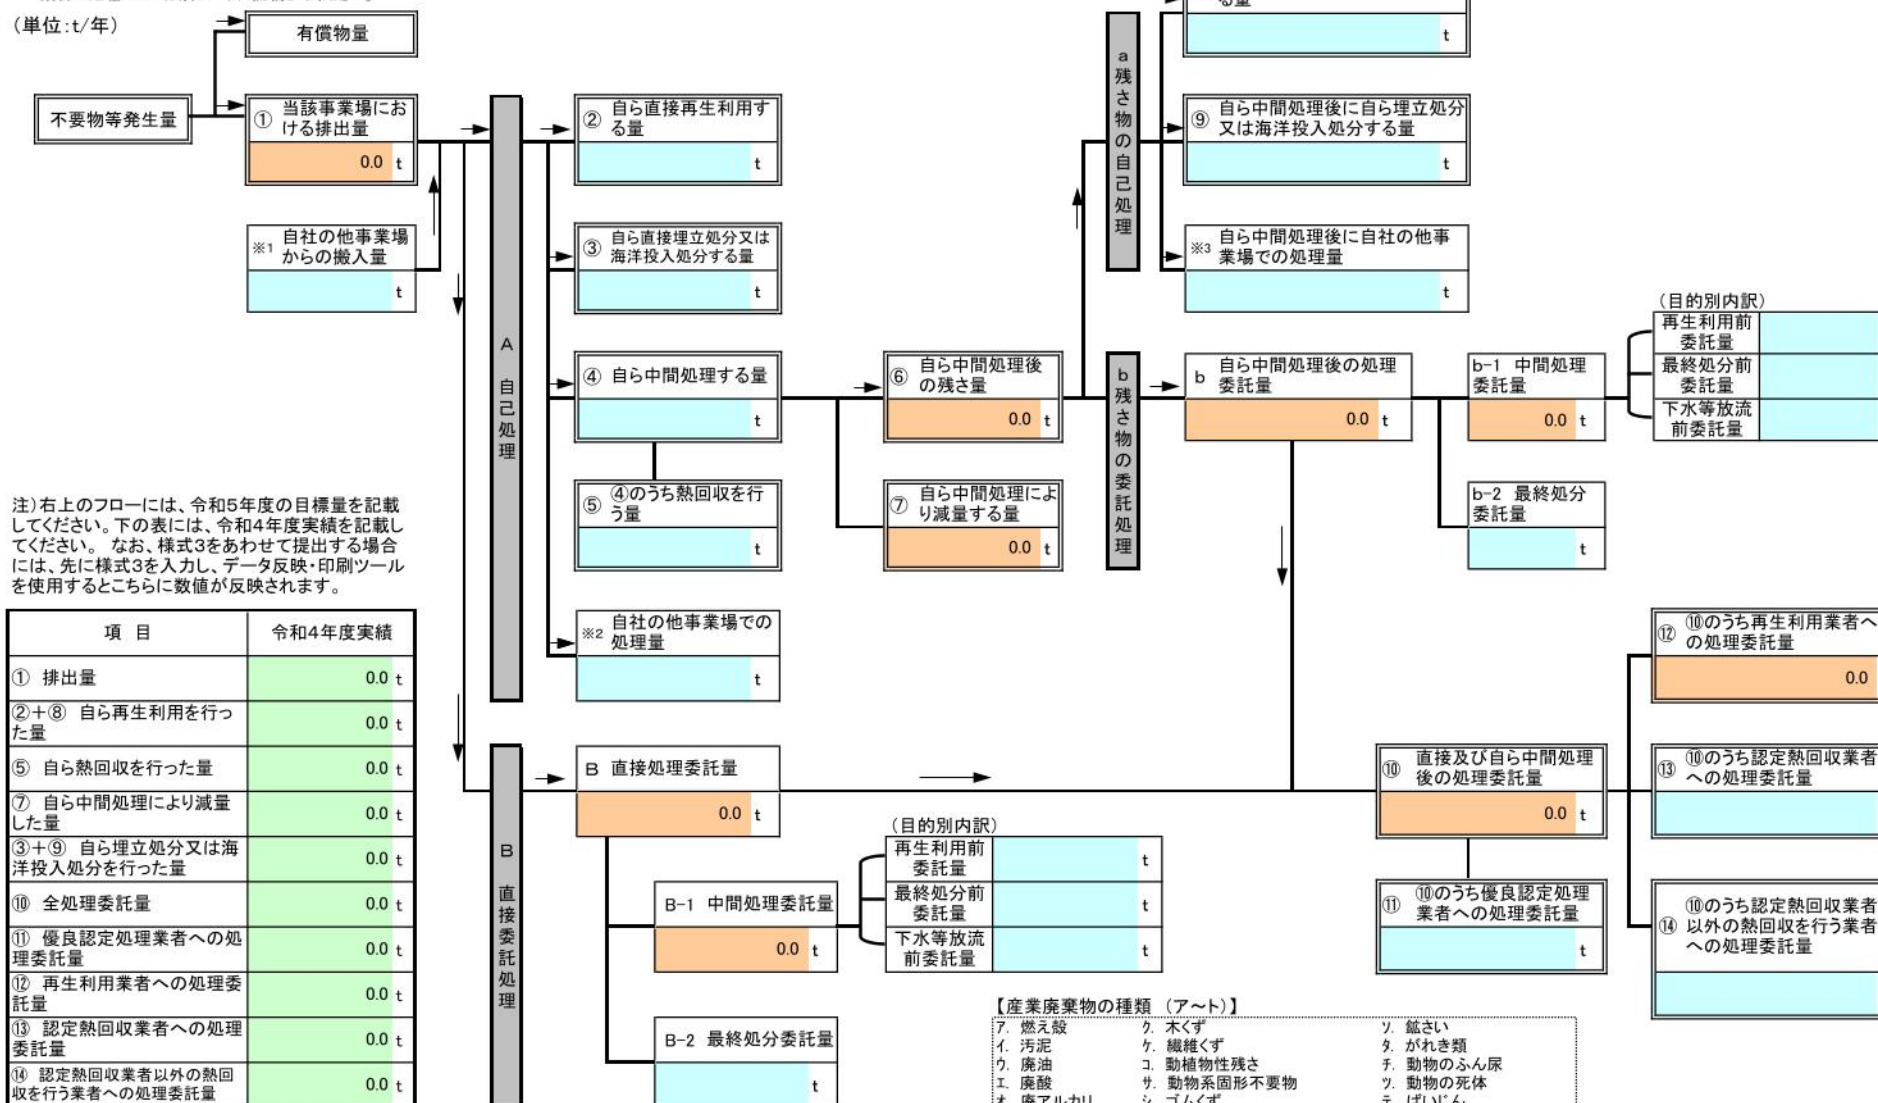 (単位:t/年)
有償物量
不要物等発生量
① 当該事業場にお
ける排出量
0.0 t
※1 自社の他事業場
からの搬入量
t
A 自己処理
② 自ら直接再生利用す
る量
t
③ 自ら直接埋立処分又は
海洋投入処分する量
t
④ 自ら中間処理する量
t
⑤ ④のうち熱回収を行
う量
t
※2 自社の他事業場での
処理量
t
⑥ 自ら中間処理後
の残さ量
0.0 t
⑦ 自ら中間処理によ
り減量する量
0.0 t
a 残さ物の自己処理
る量
t
⑨ 自ら中間処理後に自ら埋立処分
又は海洋投入処分する量
t
※3 自ら中間処理後に自社の他事
業場での処理量
t
b 残さ物の委託処理
b 自ら中間処理後の処理
委託量
0.0 t
b-1 中間処理
委託量
0.0 t
(目的別内訳)
再生利用前
委託量
最終処分前
委託量
下水等放流
前委託量
b-2 最終処分
委託量
t
注)右上のフローには、令和5年度の目標量を記載
してください。下の表には、令和4年度実績を記載し
てください。 なお、様式3をあわせて提出する場合
には、先に様式3を入力し、データ反映・印刷ツール
を使用するとこちらに数値が反映されます。
項 目 令和4年度実績
① 排出量 0.0 t
②+⑧ 自ら再生利用を行っ
た量 0.0 t
⑤ 自ら熱回収を行った量 0.0 t
⑦ 自ら中間処理により減量
した量 0.0 t
③+⑨ 自ら埋立処分又は海
洋投入処分を行った量 0.0 t
⑩ 全処理委託量 0.0 t
⑪ 優良認定処理業者への処
理委託量 0.0 t
⑫ 再生利用業者への処理委
託量 0.0 t
⑬ 認定熱回収業者への処理
委託量 0.0 t
⑭ 認定熱回収業者以外の熱回
収を行う業者への処理委託量 0.0 t
B 直接委託処理
B 直接処理委託量
0.0 t
B-1 中間処理委託量
0.0 t
(目的別内訳)
再生利用前
委託量 t
最終処分前
委託量 t
下水等放流
前委託量 t
B-2 最終処分委託量
t
⑩ 直接及び自ら中間処理
後の処理委託量
0.0 t
⑪ ⑩のうち優良認定処理
業者への処理委託量
t
⑫ ⑩のうち再生利用業者へ
の処理委託量
0.0
⑬ ⑩のうち認定熱回収業者
への処理委託量
⑭ ⑩のうち認定熱回収業者
以外の熱回収を行う業者
への処理委託量
【産業廃棄物の種類 (ア~ト)】
ア. 燃え殻 ク. 木くず ソ. 鉱さい
イ. 汚泥 ケ. 繊維くず タ. がれき類
ウ. 廃油 コ. 動植物性残さ チ. 動物のふん尿
エ. 廃酸 サ. 動物系固形不要物 ツ. 動物の死体
オ. 廃アルカリ シ. ゴムくず テ. ばいじん